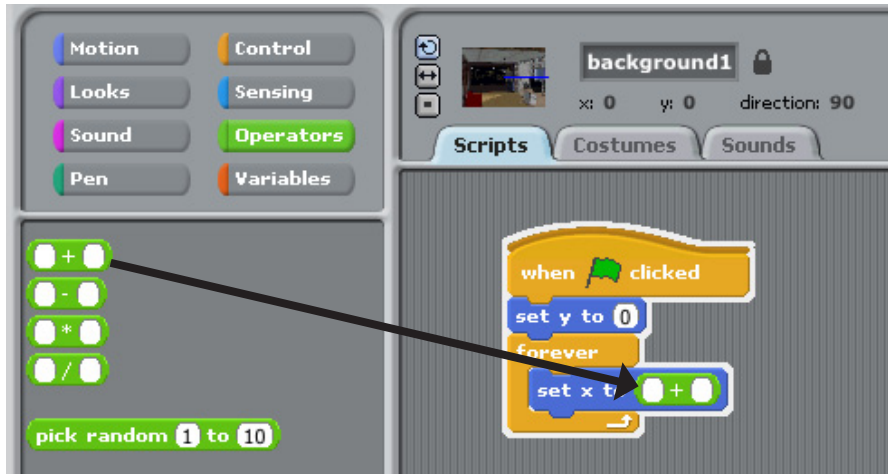 Motion
Control
Looks
Sensing
Sound
Operators
Pen
Variables
+
-
*
/
pick random 1 to 10
background1
x: 0 y: 0 direction: 90
Scripts Costumes Sounds
when clicked
set y to 0
forever
set x to +